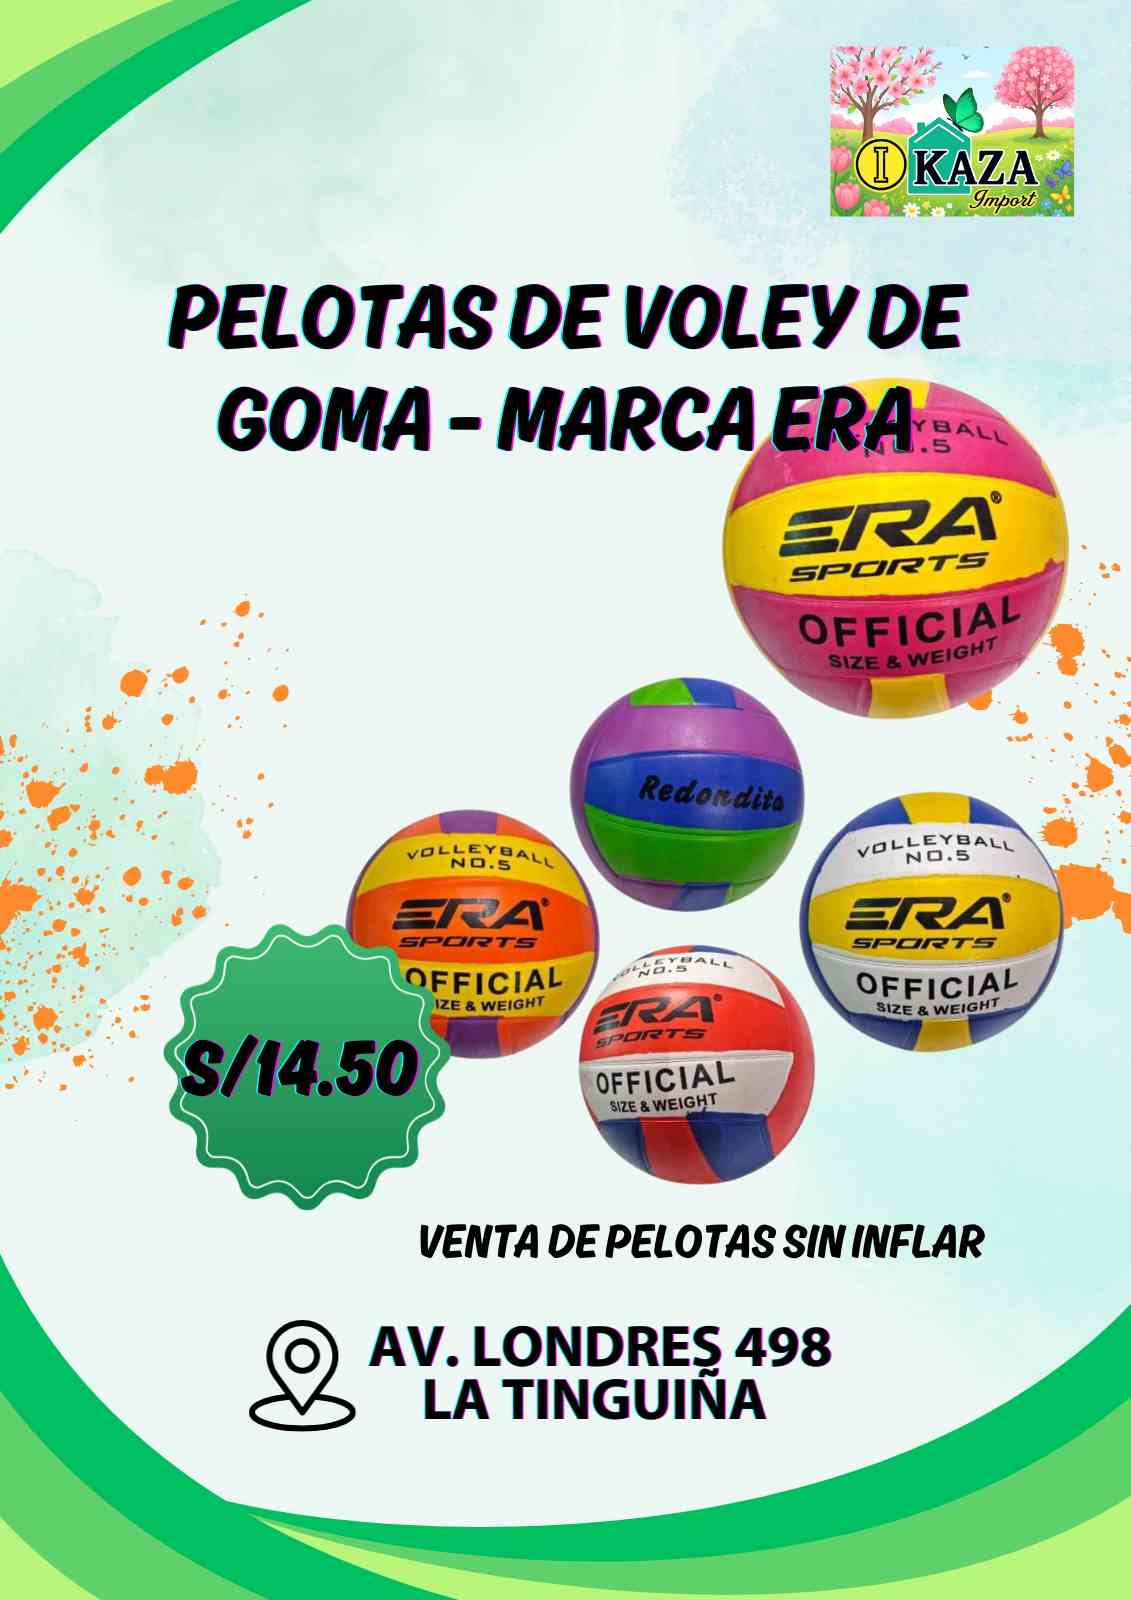 I KAZA
Import
PELOTAS DE VOLEY DE
GOMA - MARCA ERA
NO.5
ERA®
SPORTS
OFFICIAL
SIZE & WEIGHT
Redondita
VOLLEYBALL
NO.5
ERA®
SPORTS
OFFICIAL
SIZE & WEIGHT
VOLLEYBALL
NO.5
ERA®
SPORTS
OFFICIAL
SIZE & WEIGHT
VOLLEYBALL
NO.5
ERA®
SPORTS
OFFICIAL
SIZE & WEIGHT
S/14.50
VENTA DE PELOTAS SIN INFLAR
AV. LONDRES 498
LA TINGUIÑA